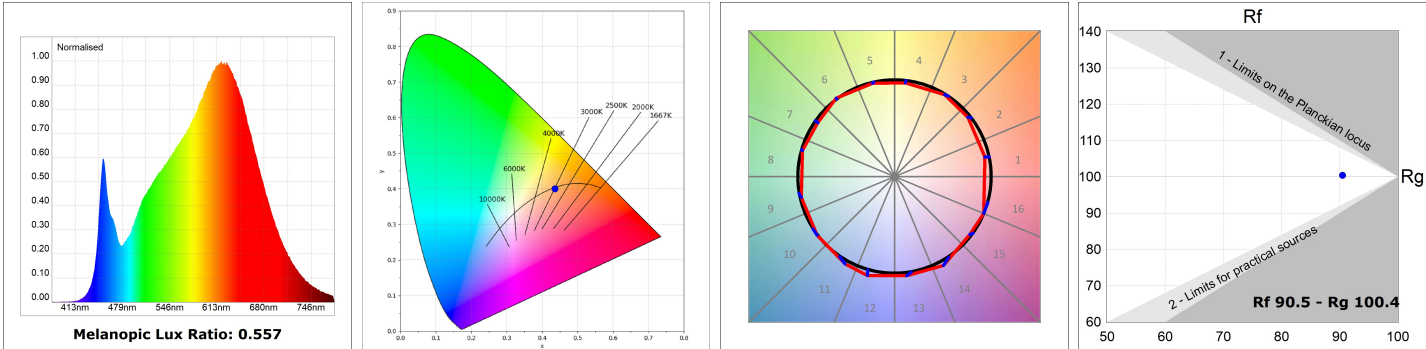 Normalised
1.00
0.90
0.80
0.70
0.60
0.50
0.40
0.30
0.20
0.10
0.00
413nm 479nm 546nm 613nm 680nm 746nm
Melanopic Lux Ratio: 0.557
0.9
0.8
0.7
0.6
0.5
0.4
0.3
0.2
0.1
0.0
y
0.0 0.1 0.2 0.3 0.4 0.5 0.6 0.7 0.8
x
10000K
6000K
4000K
3000K
2500K
2000K
1667K
1
2
3
4
5
6
7
8
9
10
11
12
13
14
15
16
Rf
140
130
120
110
100
90
80
70
60
50 60 70 80 90 100
Rg
1 - Limits on the Planckian locus
2 - Limits for practical sources
Rf 90.5 - Rg 100.4